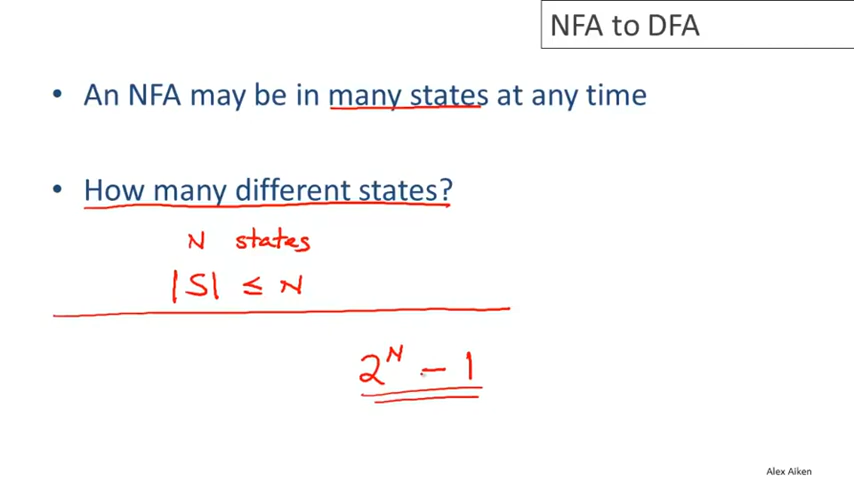 NFA to DFA
• An NFA may be in many states at any time
• How many different states?
N states
|S| ≤ N
2^N - 1
Alex Aiken